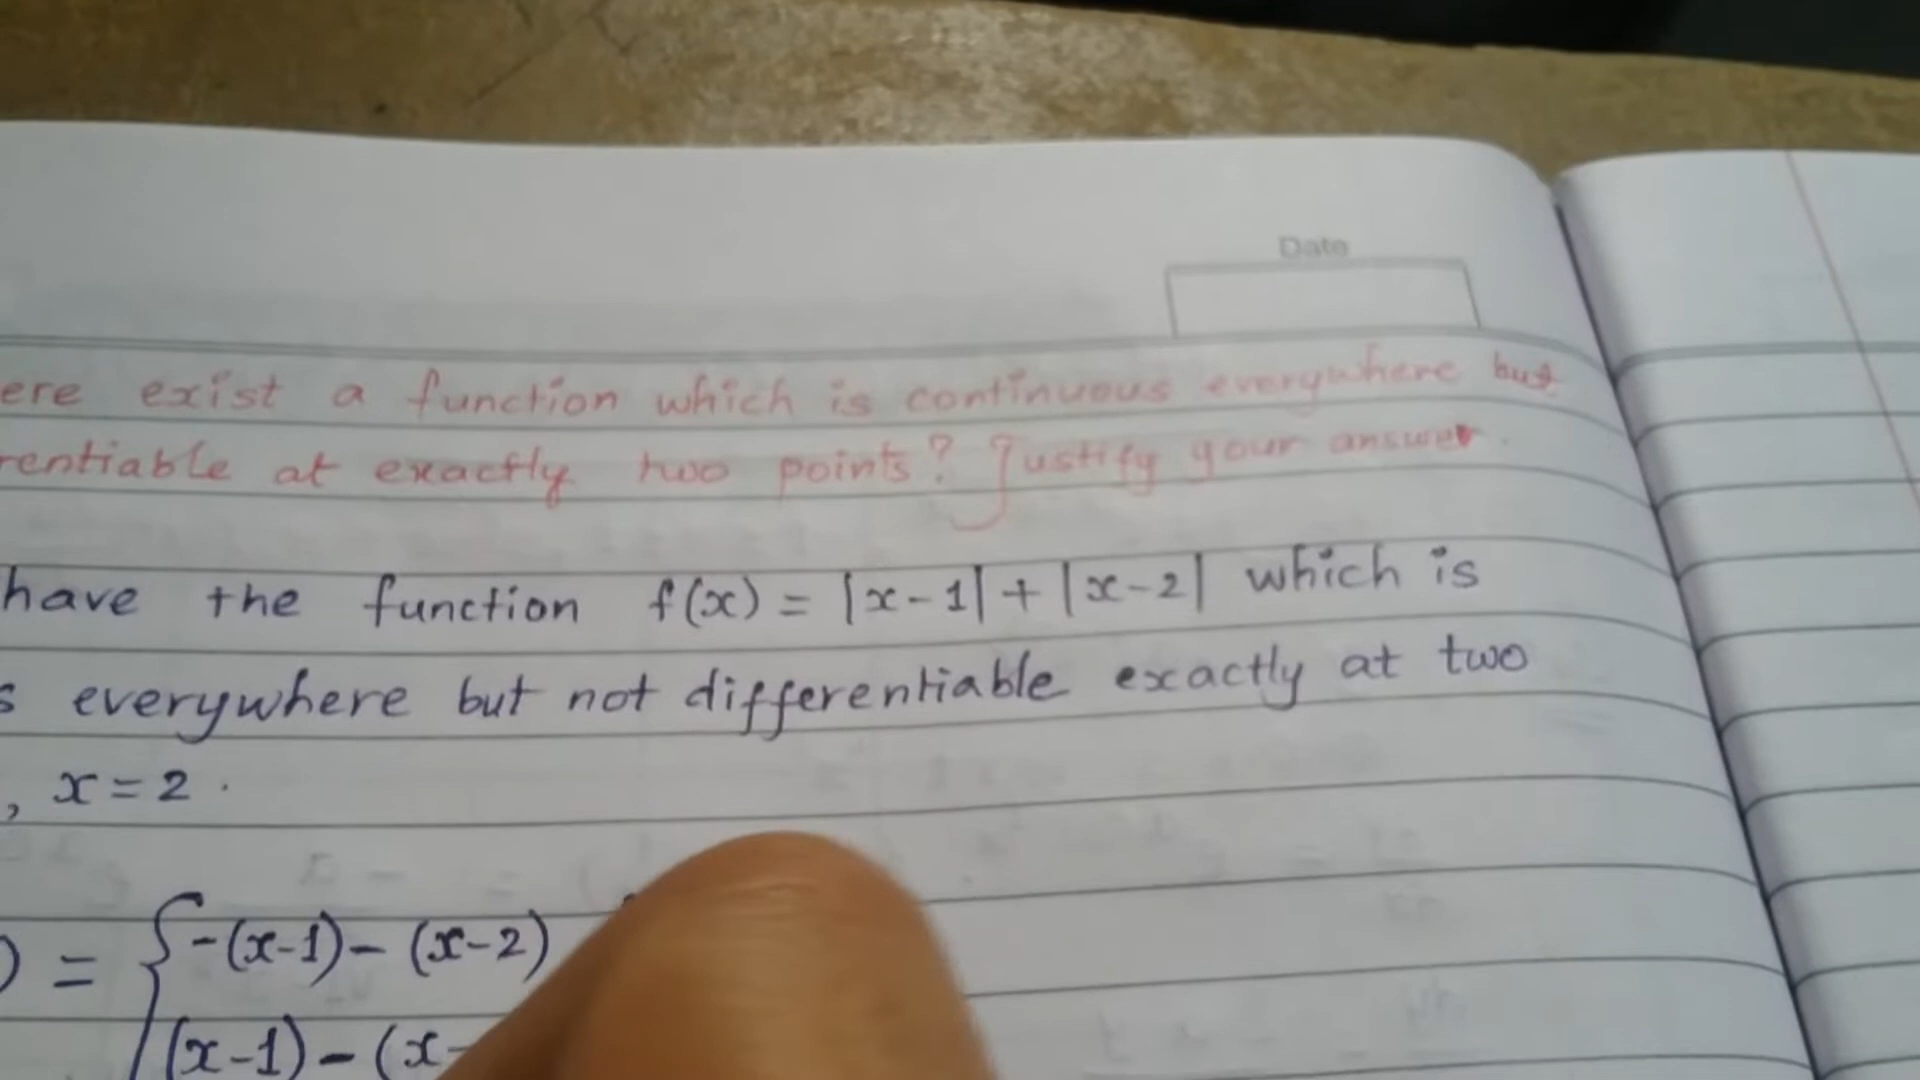 Date
ere exist a function which is continuous everywhere but
rentiable at exactly two points? Justify your answer.
have the function f(x) = |x-1| + |x-2| which is
s everywhere but not differentiable exactly at two
, x = 2 .
) = { -(x-1) - (x-2)
(x-1) - (x-